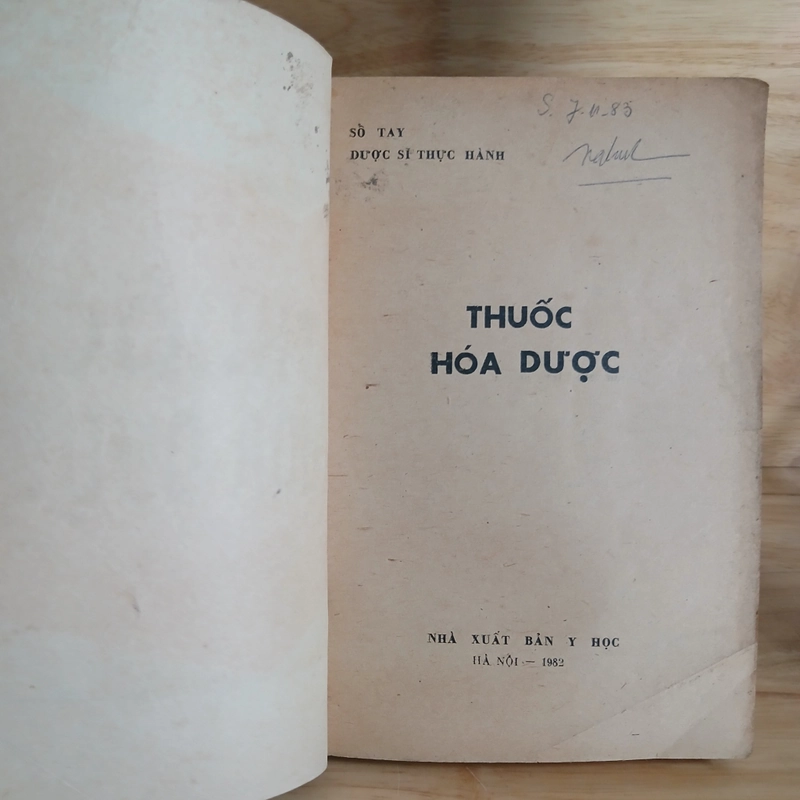 SỔ TAY
DƯỢC SĨ THỰC HÀNH
S. 7-11-83
THUỐC
HÓA DƯỢC
NHÀ XUẤT BẢN Y HỌC
HÀ NỘI — 1982